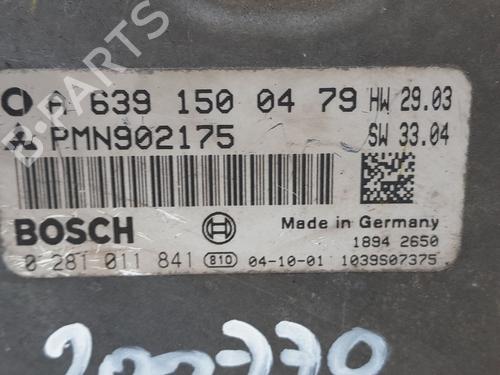 A 639 150 04 79 HW 29.03
PMN902175 SW 33.04
BOSCH Made in Germany
1894 2650
0 281 011 841 810 04-10-01 1039S07375
200770
B-PARTS